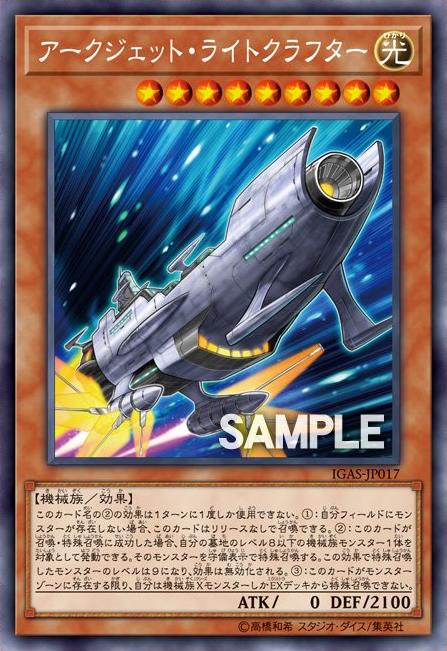 アークジェット・ライトクラフター
ひかり
光
SAMPLE
IGAS-JP017
【機械族/効果】
このカード名の②の効果は1ターンに1度しか使用できない。①：自分フィールドにモン
スターが存在しない場合、このカードはリリースなしで召喚できる。②：このカードが
召喚・特殊召喚に成功した場合、自分の墓地のレベル8以下の機械族モンスター1体を
対象として発動できる。そのモンスターを守備表示で特殊召喚する。この効果で特殊召喚
したモンスターのレベルは9になり、効果は無効化される。③：このカードがモンスター
ゾーンに存在する限り、自分は機械族XモンスターしかEXデッキから特殊召喚できない。
ATK/ 0 DEF/2100
©高橋和希 スタジオ・ダイス/集英社